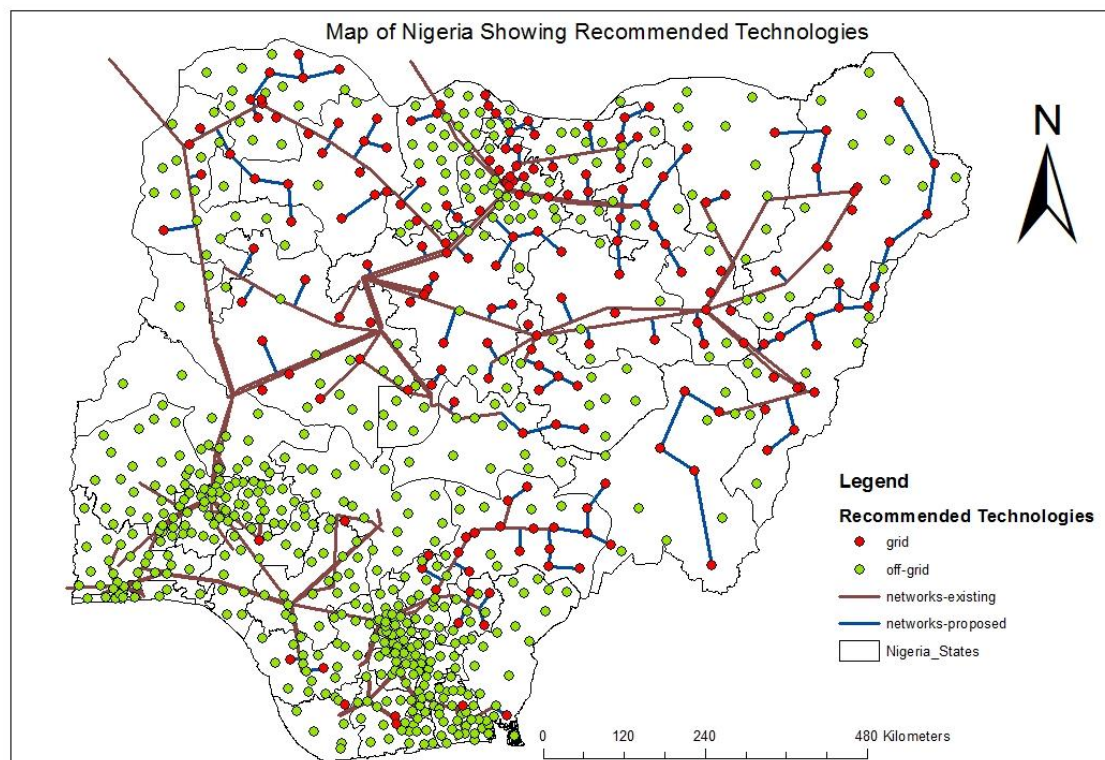 Map of Nigeria Showing Recommended Technologies
N
Legend
Recommended Technologies
grid
off-grid
networks-existing
networks-proposed
Nigeria_States
0 120 240 480 Kilometers